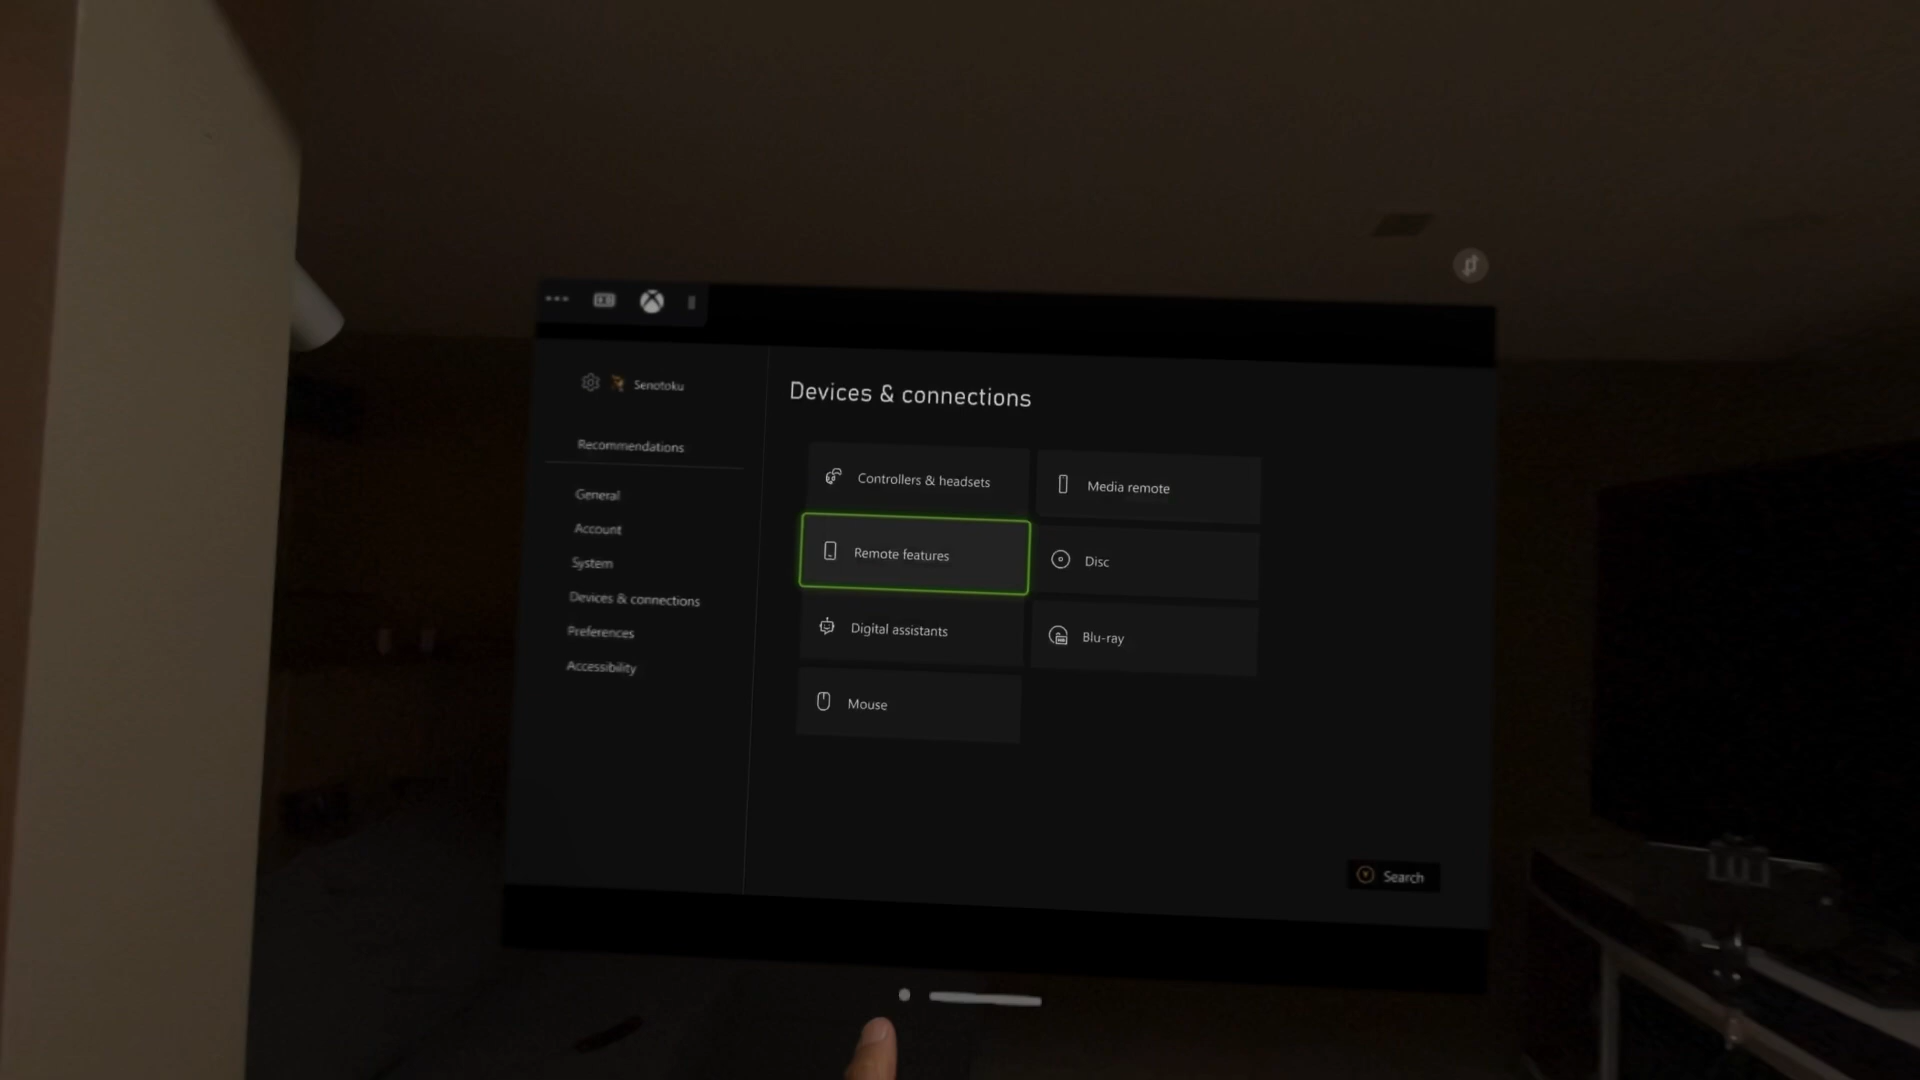 Senotoku
Recommendations
General
Account
System
Devices & connections
Preferences
Accessibility
Devices & connections
Controllers & headsets
Media remote
Remote features
Disc
Digital assistants
Blu-ray
Mouse
Search